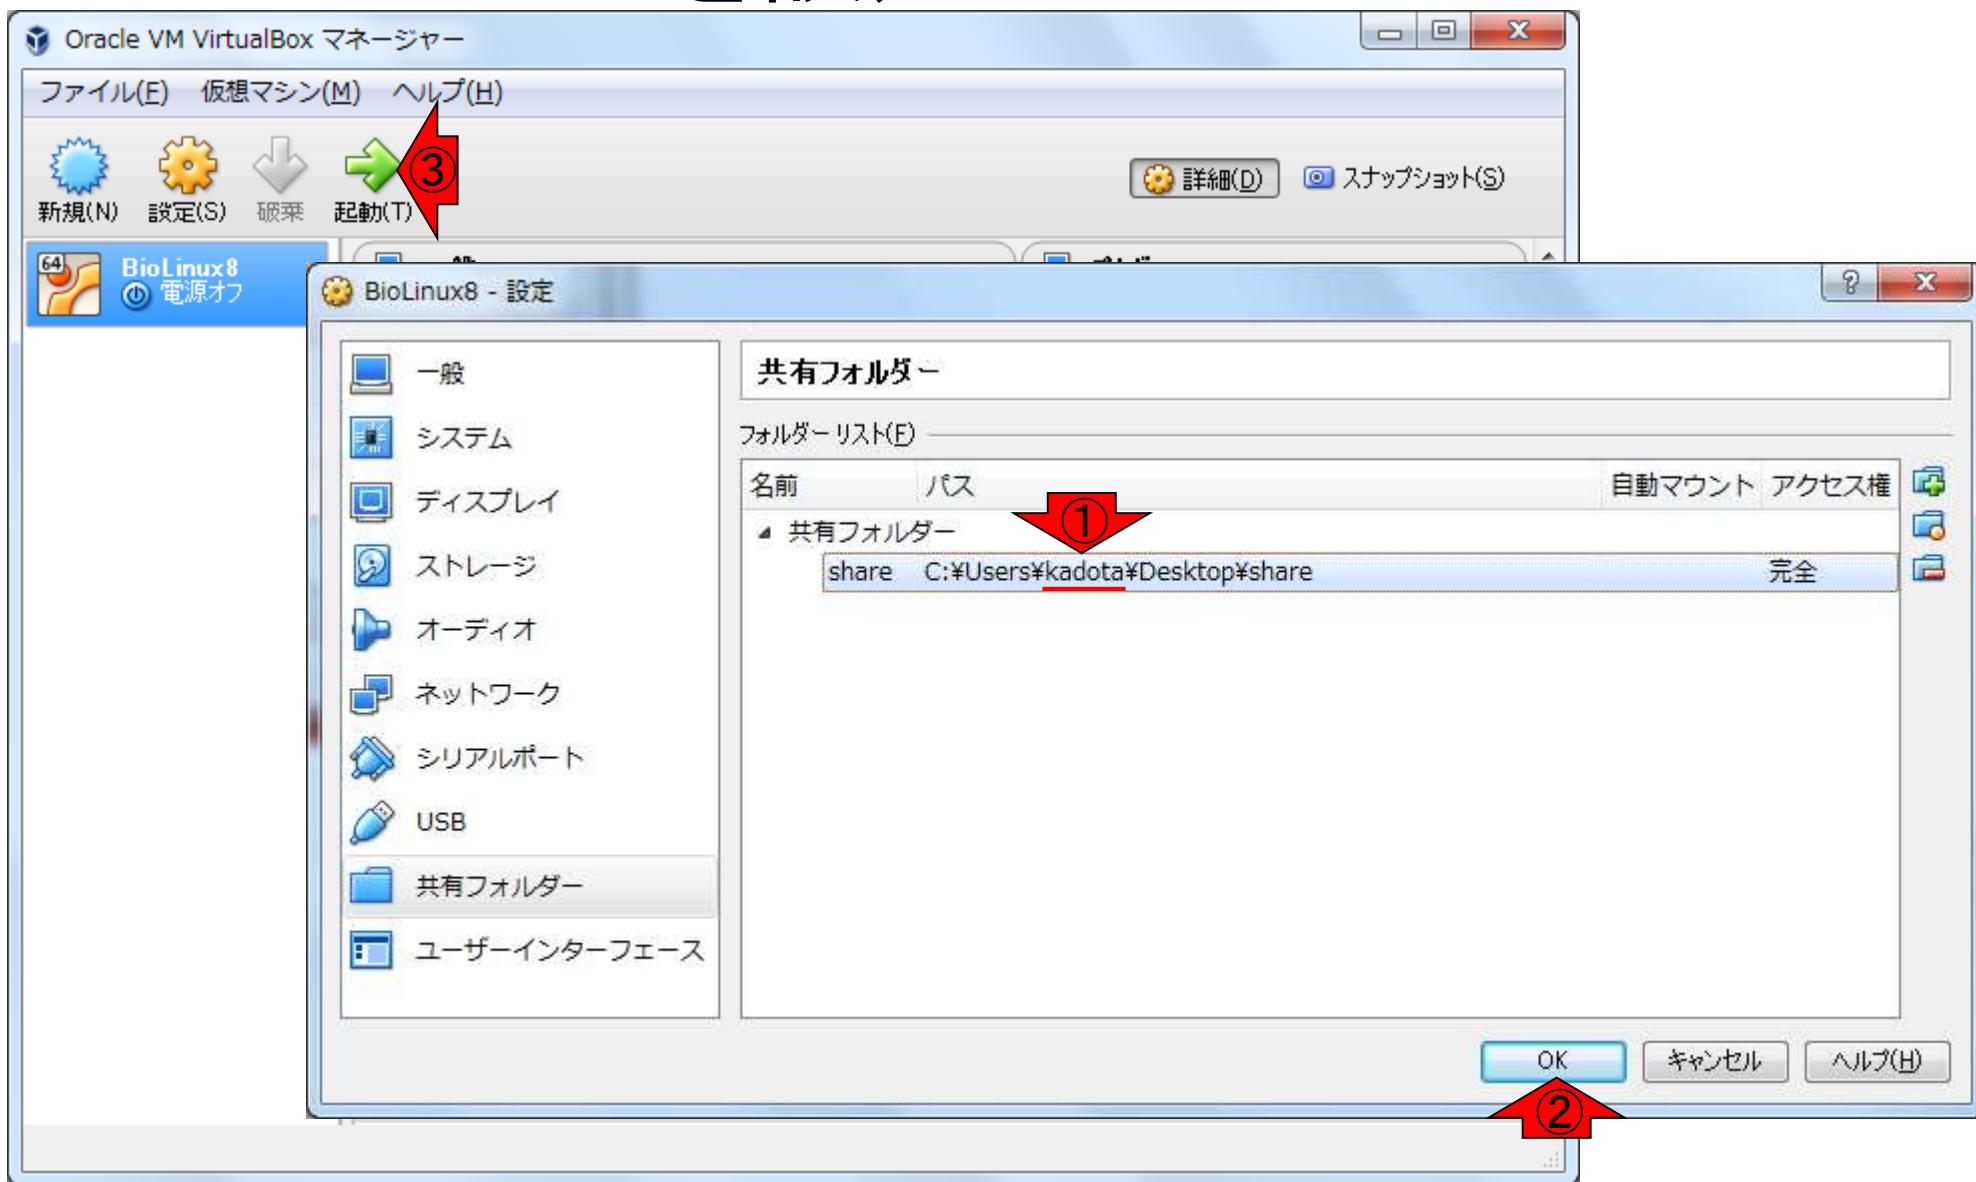 Oracle VM VirtualBox マネージャー
ファイル(F) 仮想マシン(M) ヘルプ(H)
③
新規(N) 設定(S) 破棄 起動(T)
詳細(D) スナップショット(S)
64
BioLinux8
電源オフ
BioLinux8 - 設定
一般
システム
ディスプレイ
ストレージ
オーディオ
ネットワーク
シリアルポート
USB
共有フォルダー
ユーザーインターフェース
共有フォルダー
フォルダー リスト(F)
名前 パス 自動マウント アクセス権
①
共有フォルダー
share C:¥Users¥kadota¥Desktop¥share 完全
OK キャンセル ヘルプ(H)
②